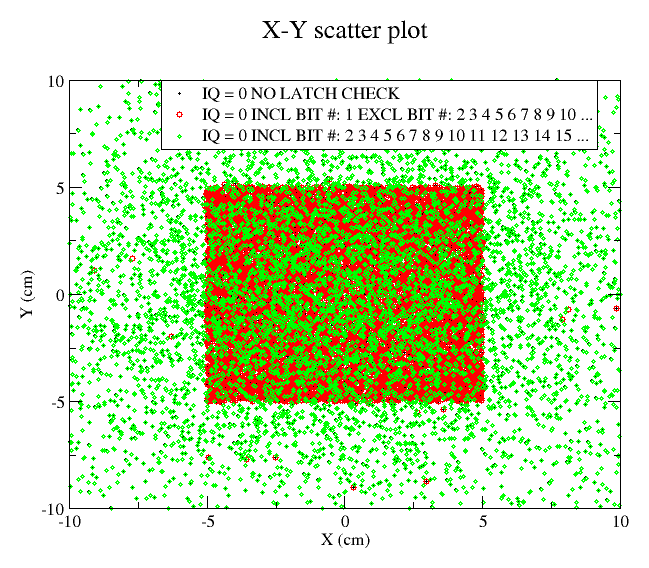 X-Y scatter plot
10
IQ = 0 NO LATCH CHECK
IQ = 0 INCL BIT #: 1 EXCL BIT #: 2 3 4 5 6 7 8 9 10 ...
IQ = 0 INCL BIT #: 2 3 4 5 6 7 8 9 10 11 12 13 14 15 ...
5
Y (cm)
0
-5
-10
-10 -5 0 5 10
X (cm)